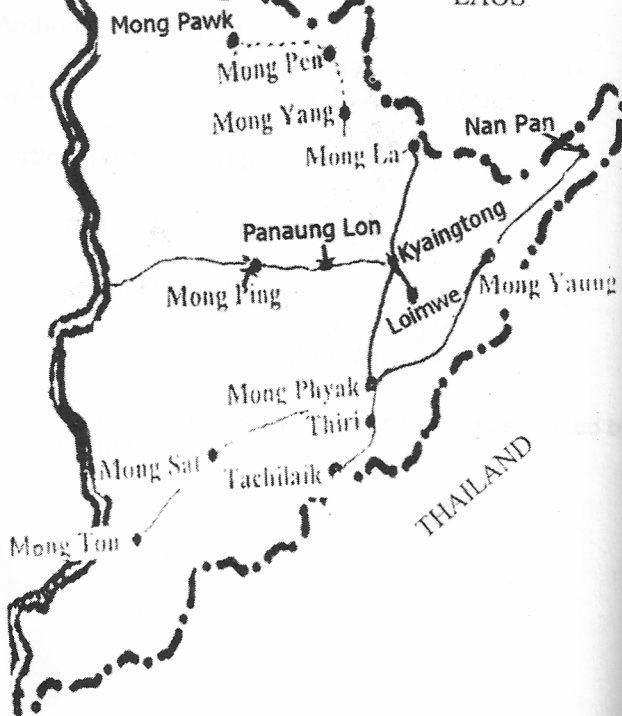 LAOS
Mong Pawk
Mong Pen
Mong Yang
Nan Pan
Mong La
Panaung Lon
Kyaingtong
Mong Ping
Loimwe
Mong Yaung
Mong Phyak
Thiri
Mong Sat
Tachilaik
THAILAND
Mong Ton